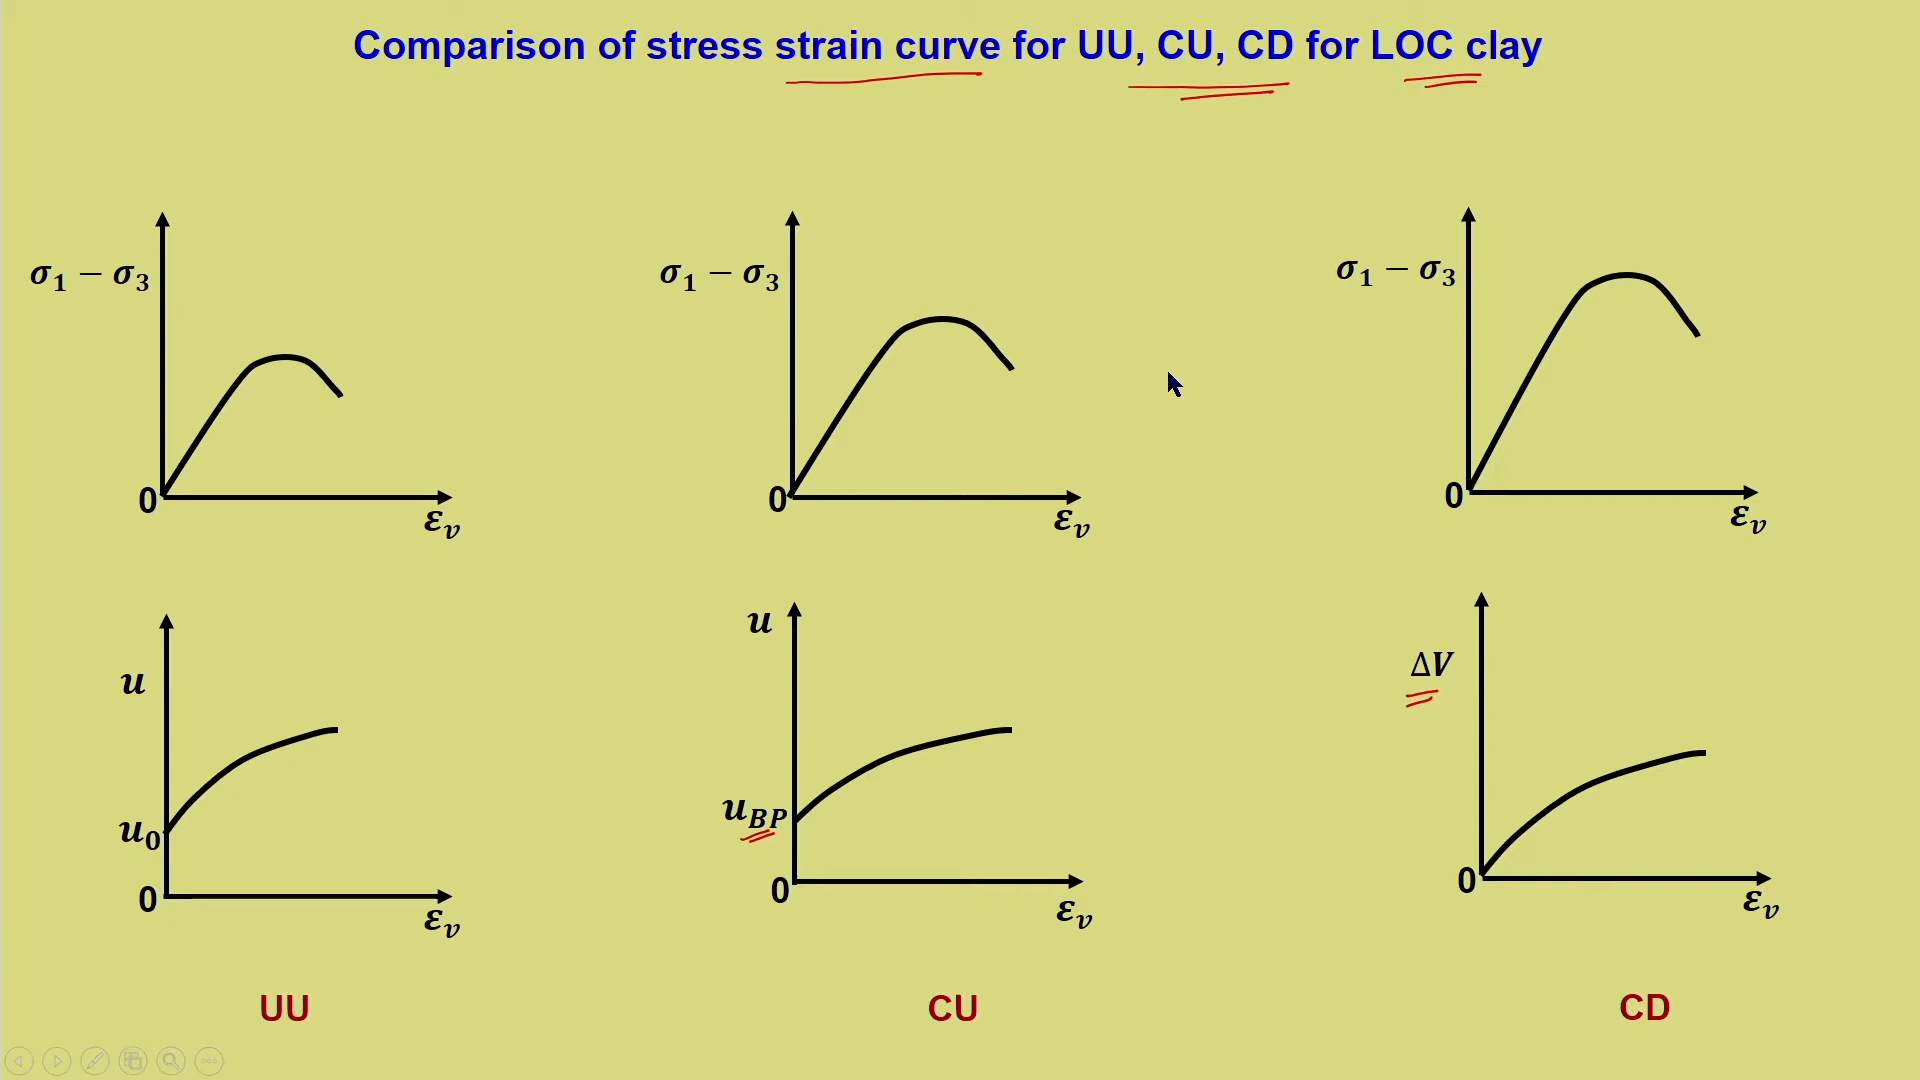 Comparison of stress strain curve for UU, CU, CD for LOC clay
σ₁ − σ₃
0
εᵥ
σ₁ − σ₃
0
εᵥ
σ₁ − σ₃
0
εᵥ
u
u₀
0
εᵥ
u
u_BP
0
εᵥ
ΔV
0
εᵥ
UU
CU
CD